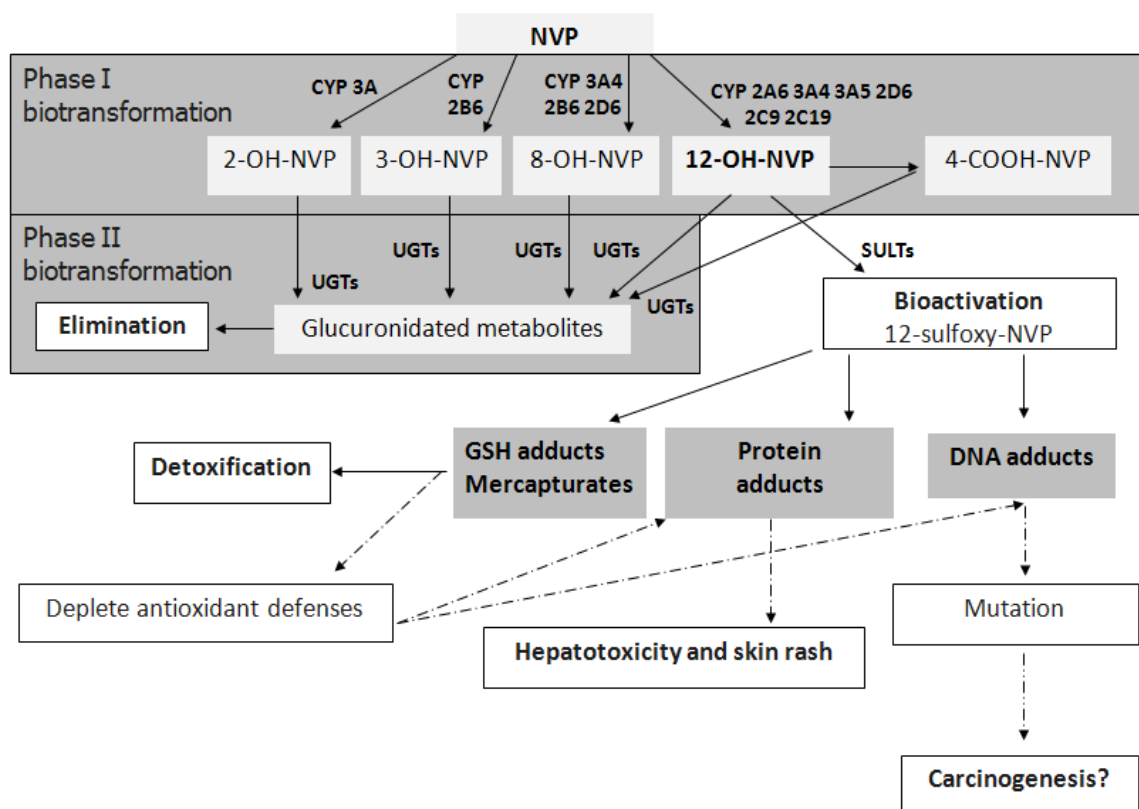 NVP
Phase I
biotransformation
CYP 3A
CYP
2B6
CYP 3A4
2B6 2D6
CYP 2A6 3A4 3A5 2D6
2C9 2C19
2-OH-NVP
3-OH-NVP
8-OH-NVP
12-OH-NVP
4-COOH-NVP
Phase II
biotransformation
UGTs
UGTs
UGTs
UGTs
UGTs
SULTs
Elimination
Glucuronidated metabolites
Bioactivation
12-sulfoxy-NVP
Detoxification
GSH adducts
Mercapturates
Protein
adducts
DNA adducts
Deplete antioxidant defenses
Hepatotoxicity and skin rash
Mutation
Carcinogenesis?